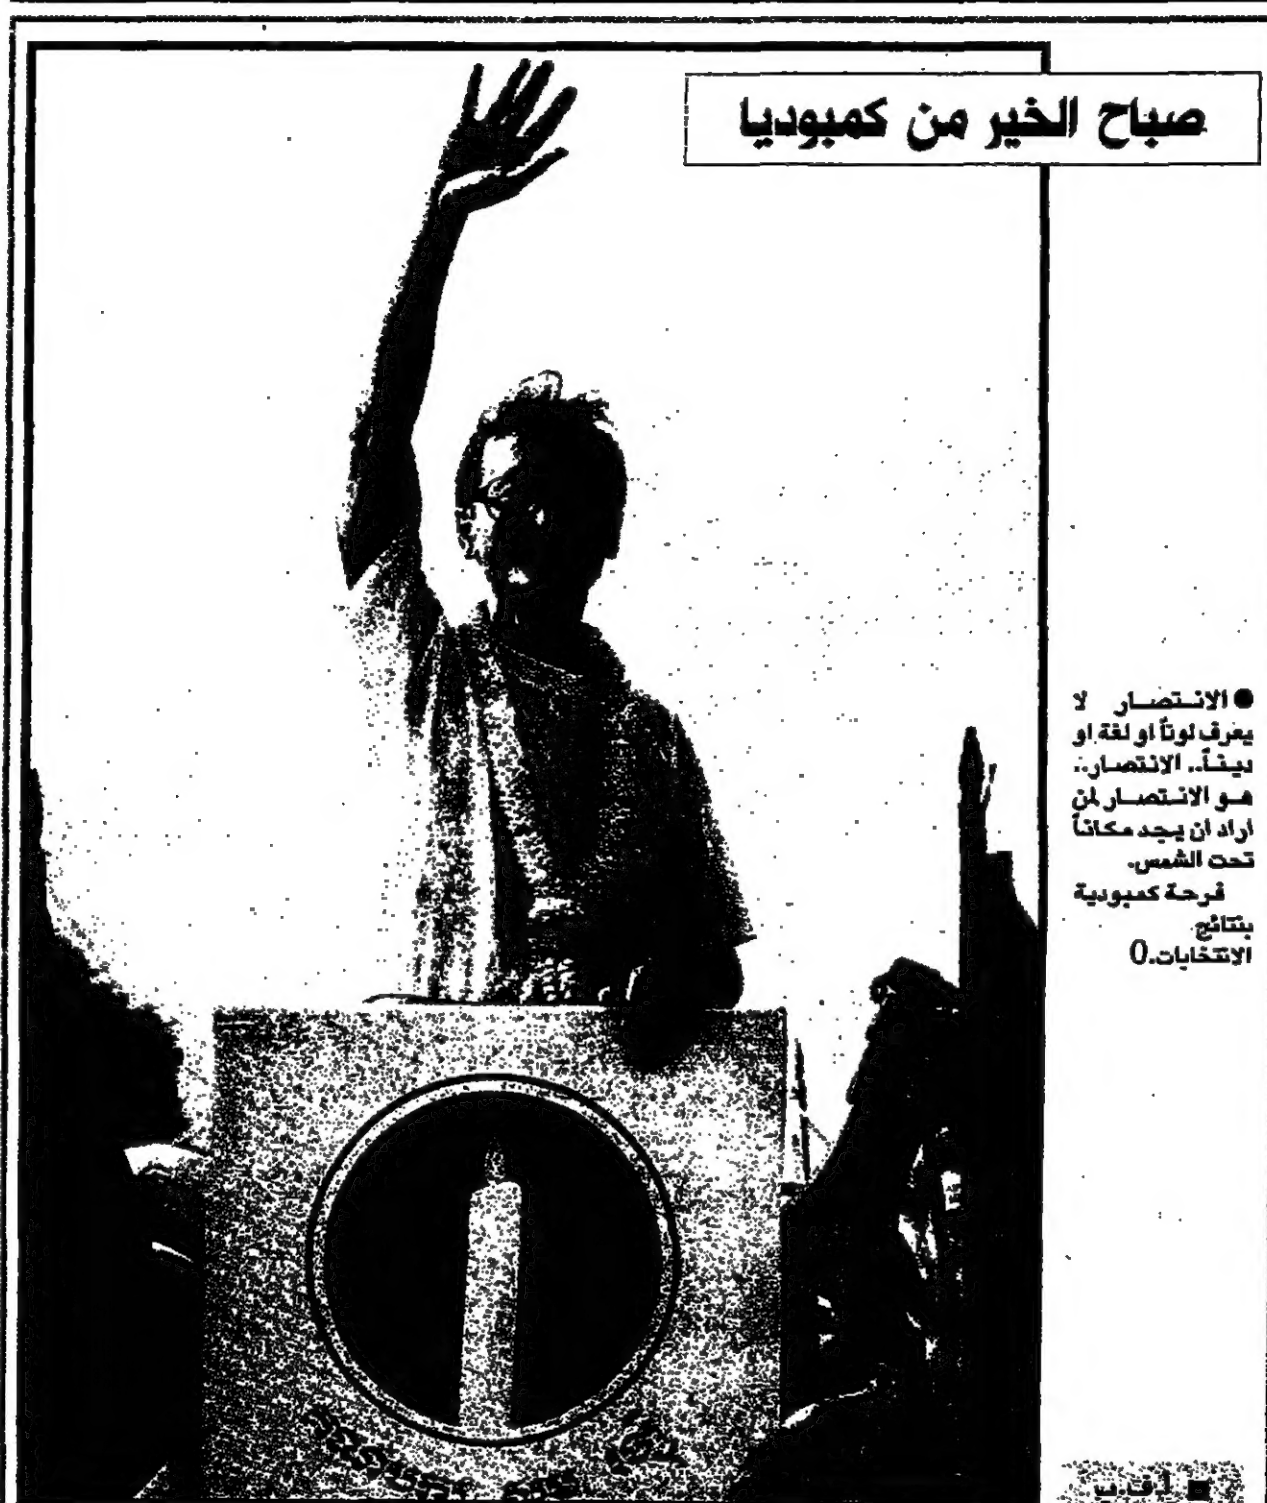 صباح الخير من كمبوديا
● الانتصار لا
يعرف لوناً او لغة او
ديناً.. الانتصار..
هو الانتصار لمن
اراد ان يجد مكاناً
تحت الشمس.
فرحة كمبودية
بنتائج
الانتخابات.0
■ أ.ف.ب